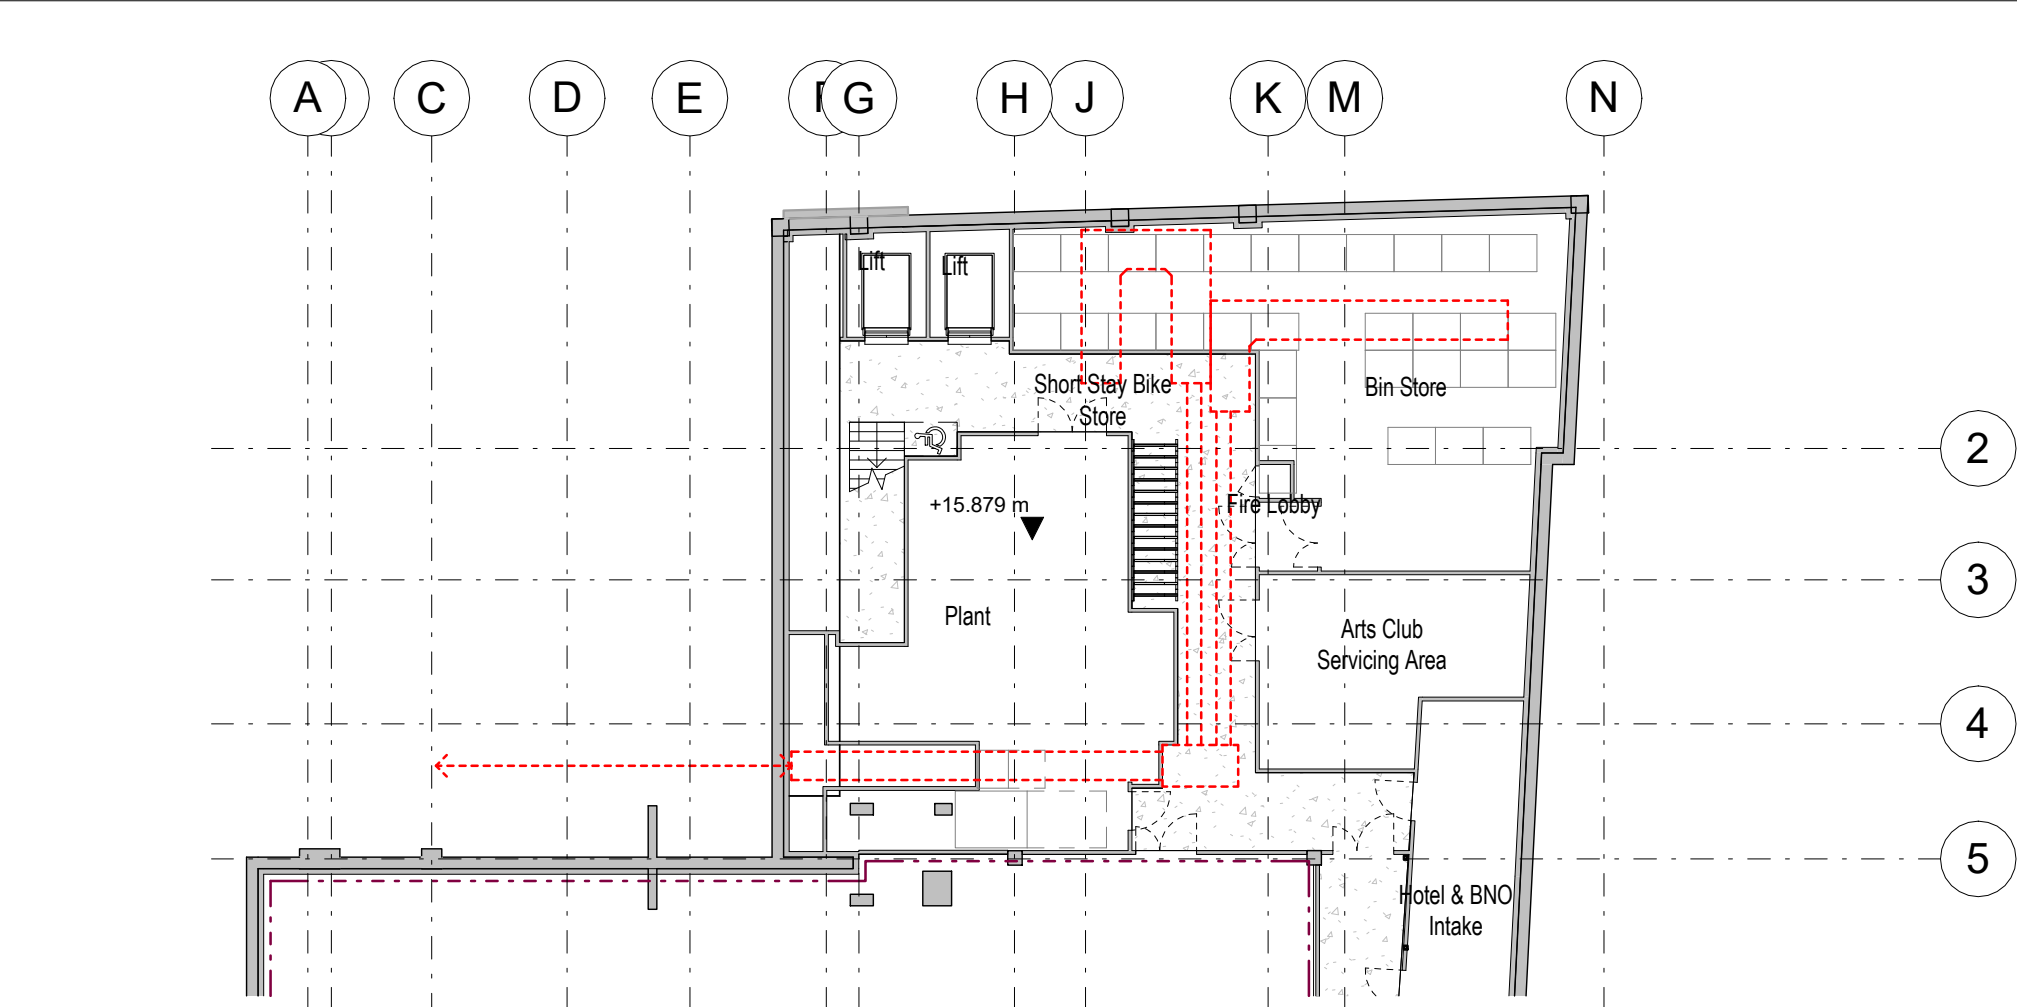 A
C
D
E
G
H
J
K
M
N
Lift
Lift
Short Stay Bike
Store
Bin Store
2
+15.879 m
Fire Lobby
3
Plant
Arts Club
Servicing Area
4
5
Hotel & BNO
Intake